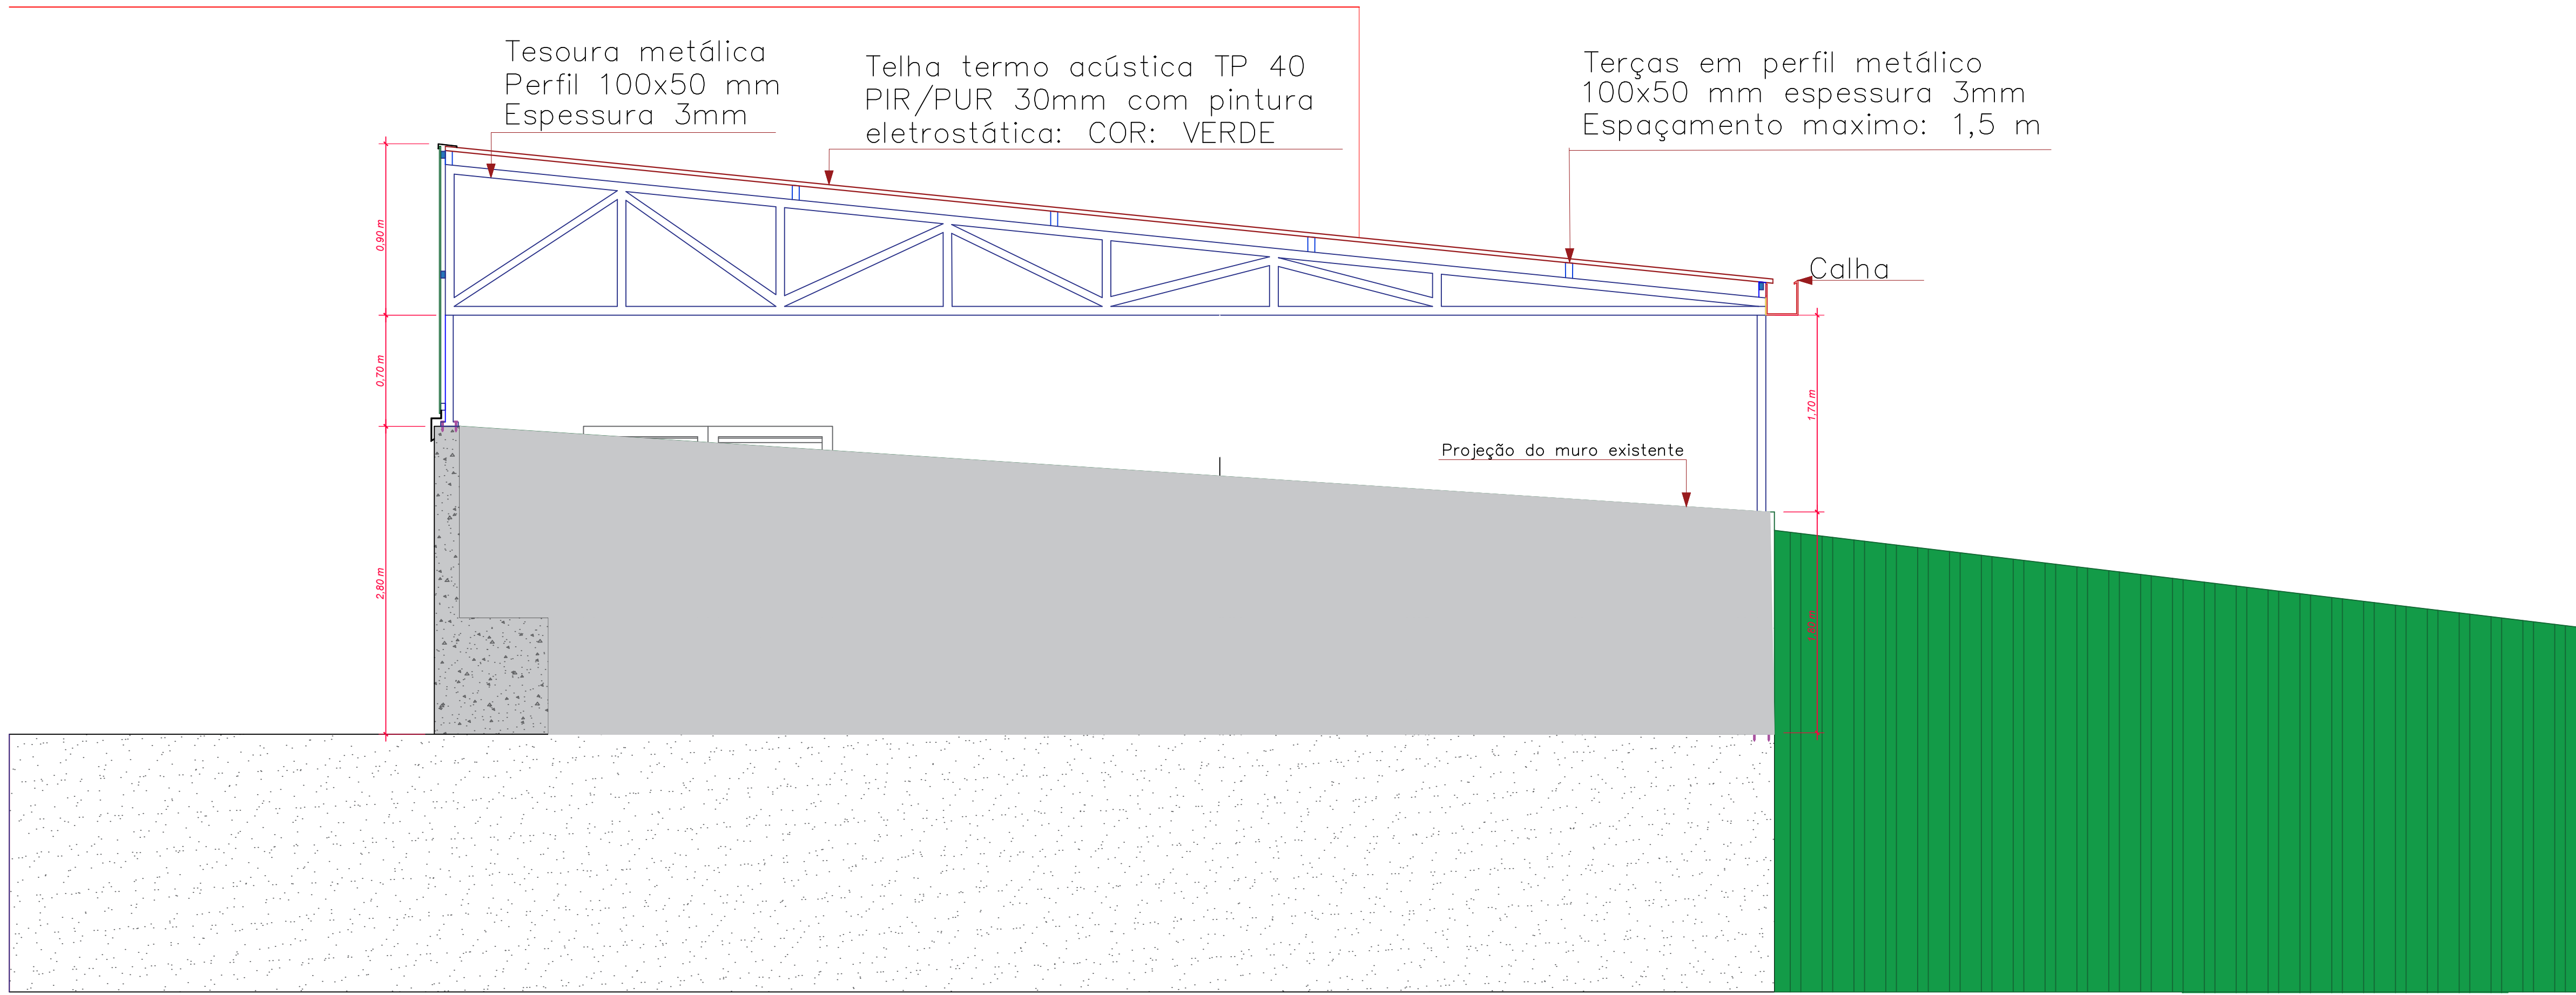 Tesoura metálica
Perfil 100x50 mm
Espessura 3mm
Telha termo acústica TP 40
PIR/PUR 30mm com pintura
eletrostática: COR: VERDE
Terças em perfil metálico
100x50 mm espessura 3mm
Espaçamento maximo: 1,5 m
Calha
0,90 m
0,70 m
2,80 m
1,70 m
Projeção do muro existente
1,80 m